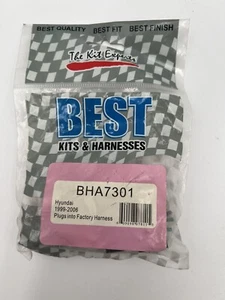 BEST QUALITY BEST FIT BEST FINISH
The Kit Experts
BEST
KITS & HARNESSES
BHA7301
Hyundai
1999-2006
Plugs into Factory Harness